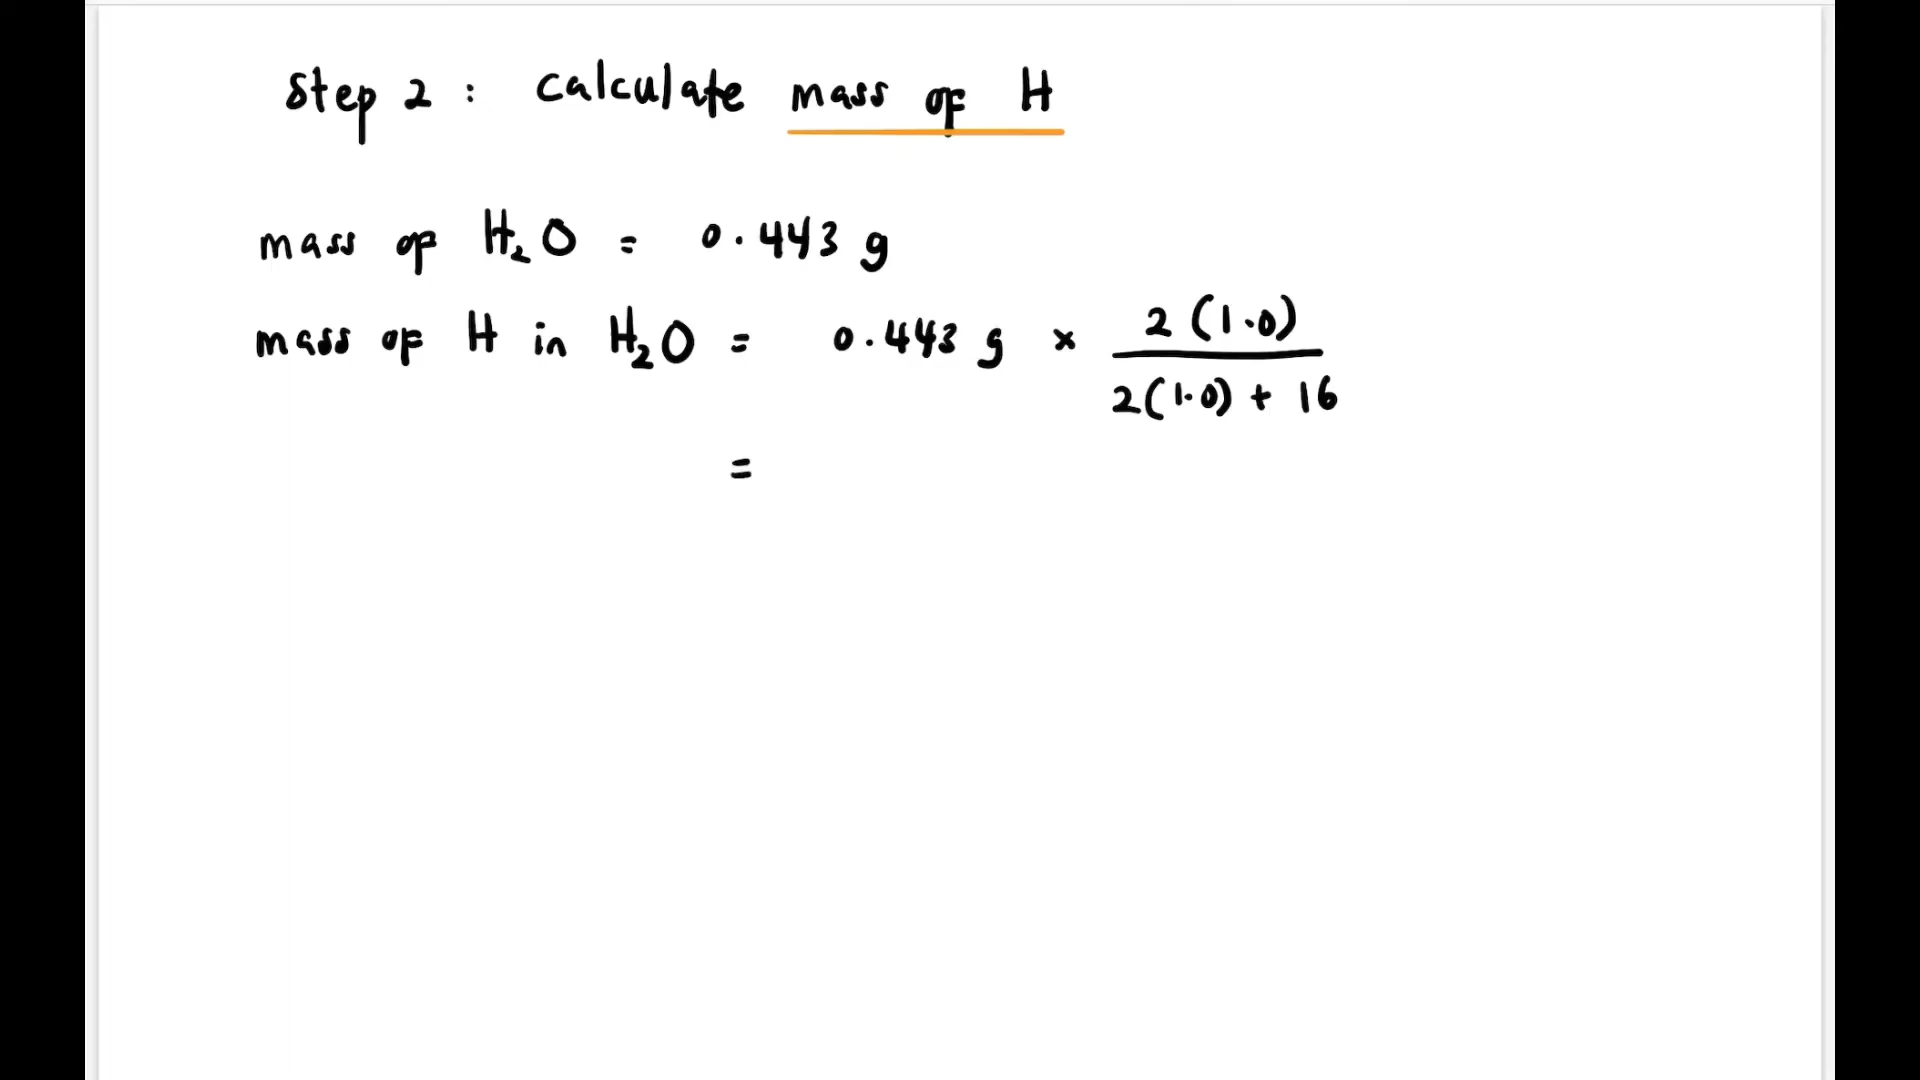 Step 2 : calculate mass of H
mass of H₂O = 0.443 g
mass of H in H₂O = 0.443 g × 2(1.0) / 2(1.0) + 16
=